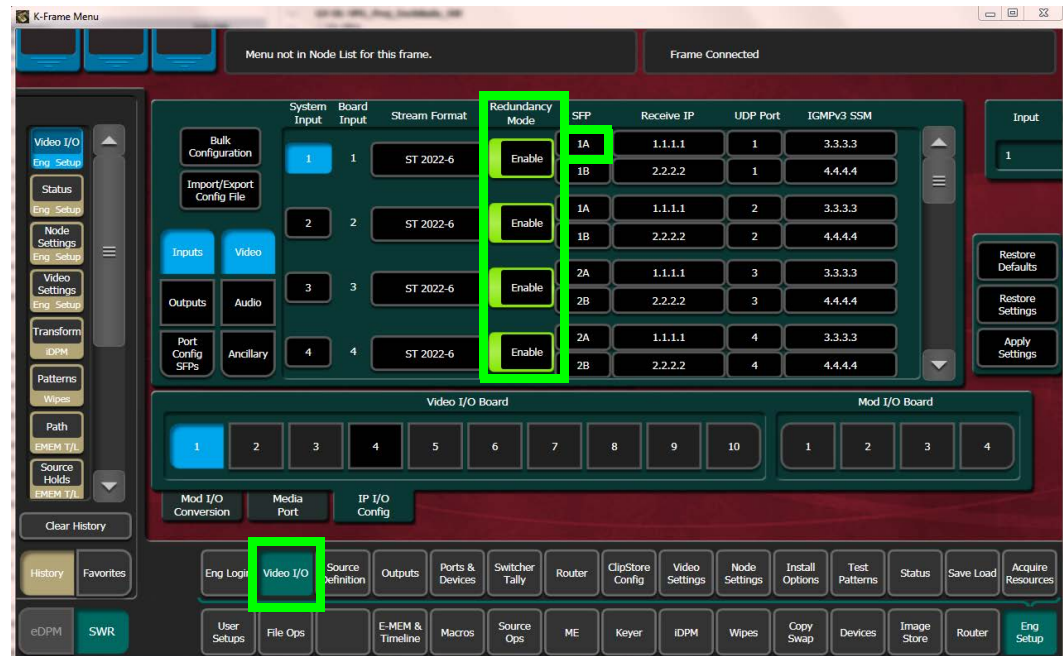 K-Frame Menu
Menu not in Node List for this frame.
Frame Connected
Video I/O
Eng Setup
Status
Eng Setup
Node
Settings
Eng Setup
Video
Settings
Eng Setup
Transform
iDPM
Patterns
Wipes
Path
EMEM T/L
Source
Holds
EMEM T/L
Clear History
History
Favorites
eDPM
SWR
Bulk
Configuration
Import/Export
Config File
Inputs
Video
Outputs
Audio
Port
Config
SFPs
Ancillary
System
Input
Board
Input
Stream Format
Redundancy
Mode
SFP
Receive IP
UDP Port
IGMPv3 SSM
1
1
ST 2022-6
Enable
1A
1.1.1.1
1
3.3.3.3
1B
2.2.2.2
1
4.4.4.4
2
2
ST 2022-6
Enable
1A
1.1.1.1
2
3.3.3.3
1B
2.2.2.2
2
4.4.4.4
3
3
ST 2022-6
Enable
2A
1.1.1.1
3
3.3.3.3
2B
2.2.2.2
3
4.4.4.4
4
4
ST 2022-6
Enable
2A
1.1.1.1
4
3.3.3.3
2B
2.2.2.2
4
4.4.4.4
Input
1
Restore
Defaults
Restore
Settings
Apply
Settings
Video I/O Board
1 2 3 4 5 6 7 8 9 10
Mod I/O Board
1 2 3 4
Mod I/O
Conversion
Media
Port
IP I/O
Config
Eng Login
Video I/O
Source
Definition
Outputs
Ports &
Devices
Switcher
Tally
Router
ClipStore
Config
Video
Settings
Node
Settings
Install
Options
Test
Patterns
Status
Save Load
Acquire
Resources
User
Setups
File Ops
E-MEM &
Timeline
Macros
Source
Ops
ME
Keyer
iDPM
Wipes
Copy
Swap
Devices
Image
Store
Router
Eng
Setup